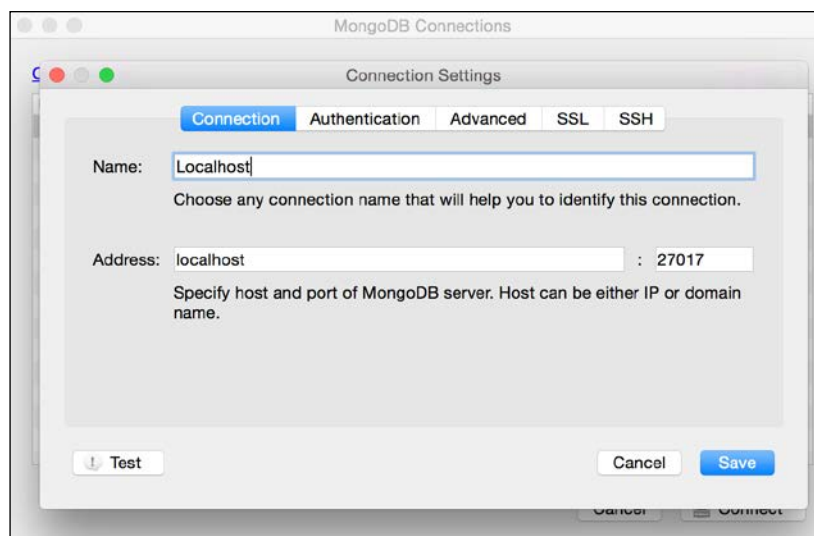 MongoDB Connections
C
Connection Settings
Connection Authentication Advanced SSL SSH
Name: Localhost
Choose any connection name that will help you to identify this connection.
Address: localhost : 27017
Specify host and port of MongoDB server. Host can be either IP or domain
name.
Test Cancel Save
Cancel Connect